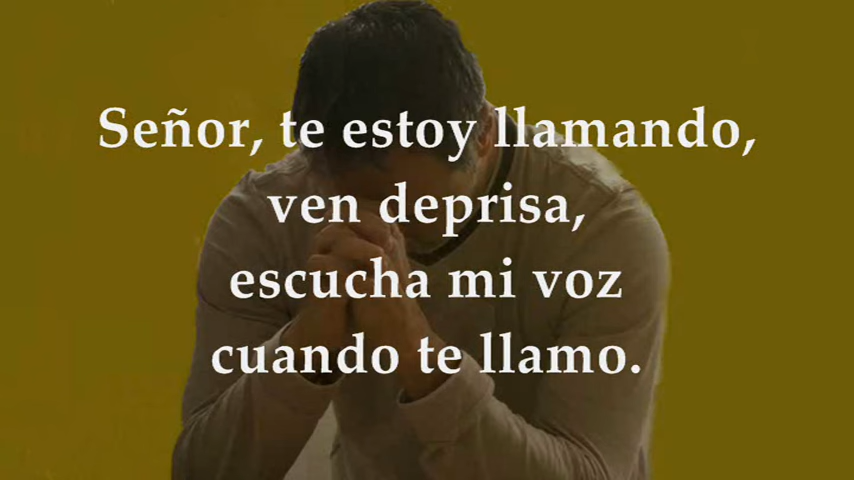 Señor, te estoy llamando,
ven deprisa,
escucha mi voz
cuando te llamo.